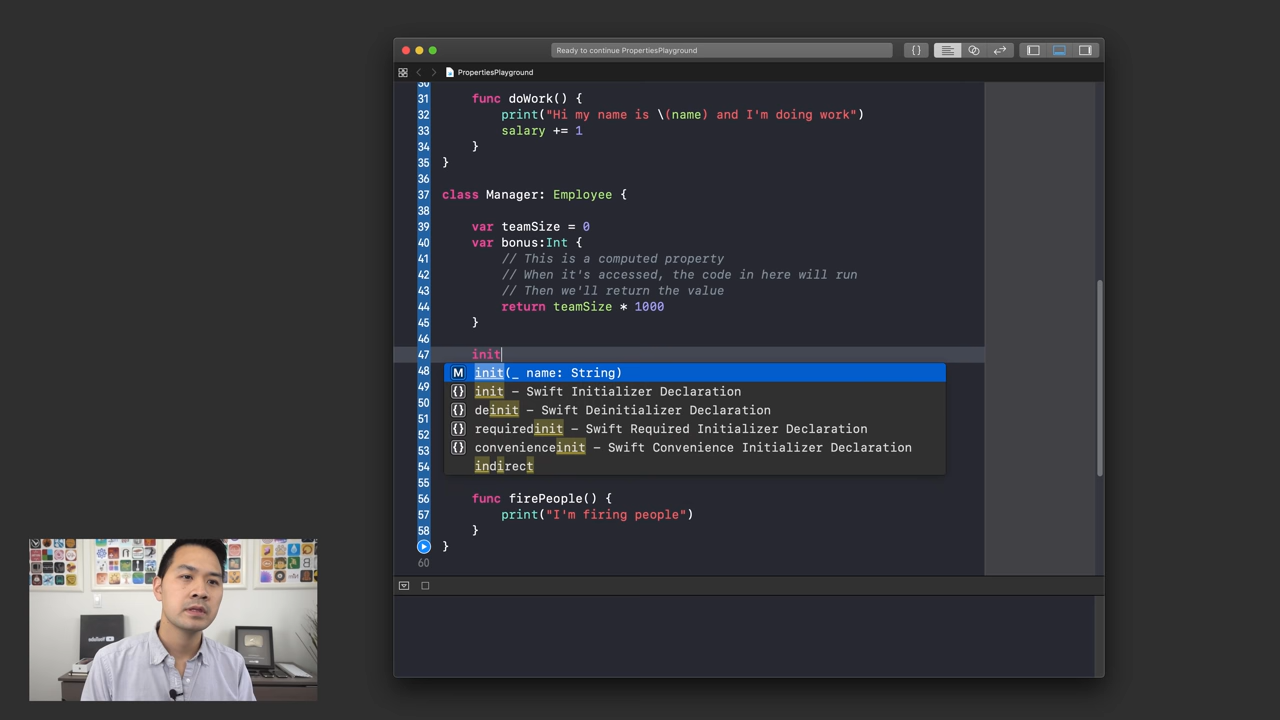 Ready to continue PropertiesPlayground
{ }
PropertiesPlayground
30
31 func doWork() {
32 print("Hi my name is \(name) and I'm doing work")
33 salary += 1
34 }
35 }
36
37 class Manager: Employee {
38
39 var teamSize = 0
40 var bonus:Int {
41 // This is a computed property
42 // When it's accessed, the code in here will run
43 // Then we'll return the value
44 return teamSize * 1000
45 }
46
47 init
48 M init(_ name: String)
49 {} init – Swift Initializer Declaration
50 {} deinit – Swift Deinitializer Declaration
51
52 {} requiredinit – Swift Required Initializer Declaration
53 {} convenienceinit – Swift Convenience Initializer Declaration
54 indirect
55
56 func firePeople() {
57 print("I'm firing people")
58 }
}
60
YouTube